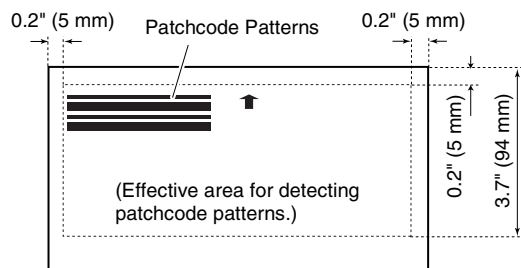 0.2" (5 mm)
Patchcode Patterns
0.2" (5 mm)
0.2" (5 mm)
3.7" (94 mm)
(Effective area for detecting
patchcode patterns.)